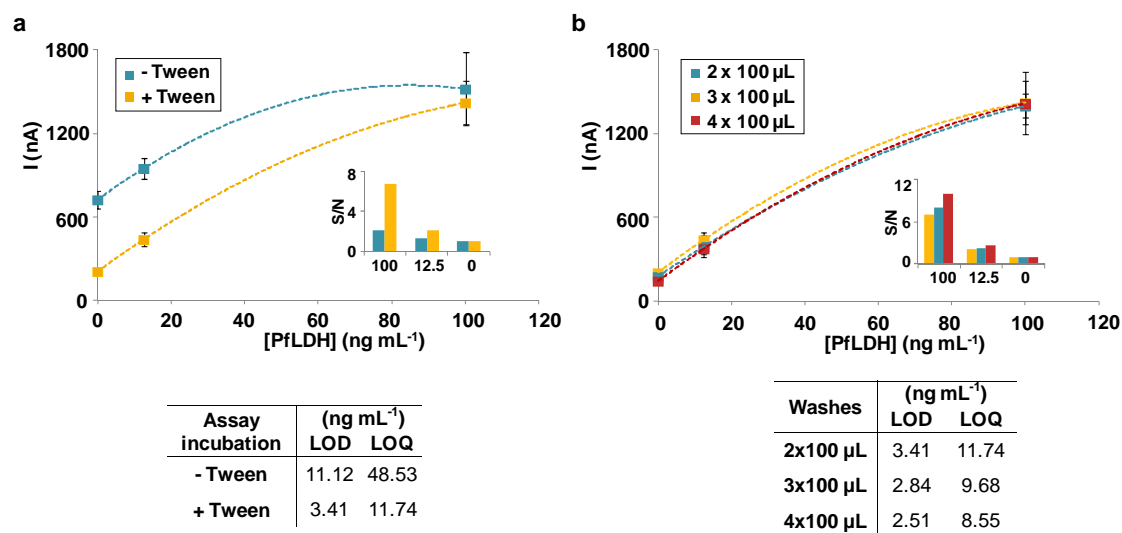 a
I (nA)
1800
1200
600
0
- Tween
+ Tween
S/N
8
4
0
100 12.5 0
0 20 40 60 80 100 120
[PfLDH] (ng mL-1)
Assay incubation
(ng mL-1)
LOD LOQ
- Tween 11.12 48.53
+ Tween 3.41 11.74
b
I (nA)
1800
1200
600
0
2 x 100 µL
3 x 100 µL
4 x 100 µL
S/N
12
6
0
100 12.5 0
0 20 40 60 80 100 120
[PfLDH] (ng mL-1)
Washes
(ng mL-1)
LOD LOQ
2x100 µL 3.41 11.74
3x100 µL 2.84 9.68
4x100 µL 2.51 8.55